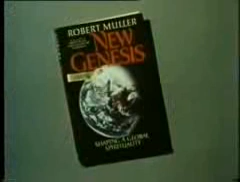 ROBERT MULLER
NEW
GENESIS
SHAPING A GLOBAL
SPIRITUALITY